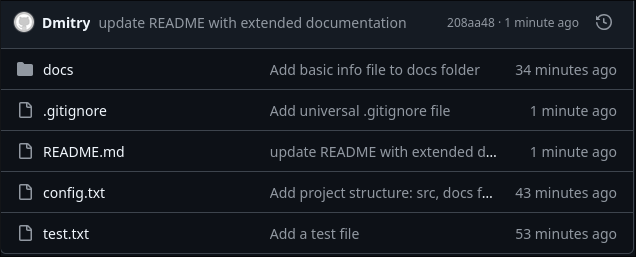 Dmitry update README with extended documentation 208aa48 · 1 minute ago
docs Add basic info file to docs folder 34 minutes ago
.gitignore Add universal .gitignore file 1 minute ago
README.md update README with extended d... 1 minute ago
config.txt Add project structure: src, docs f... 43 minutes ago
test.txt Add a test file 53 minutes ago